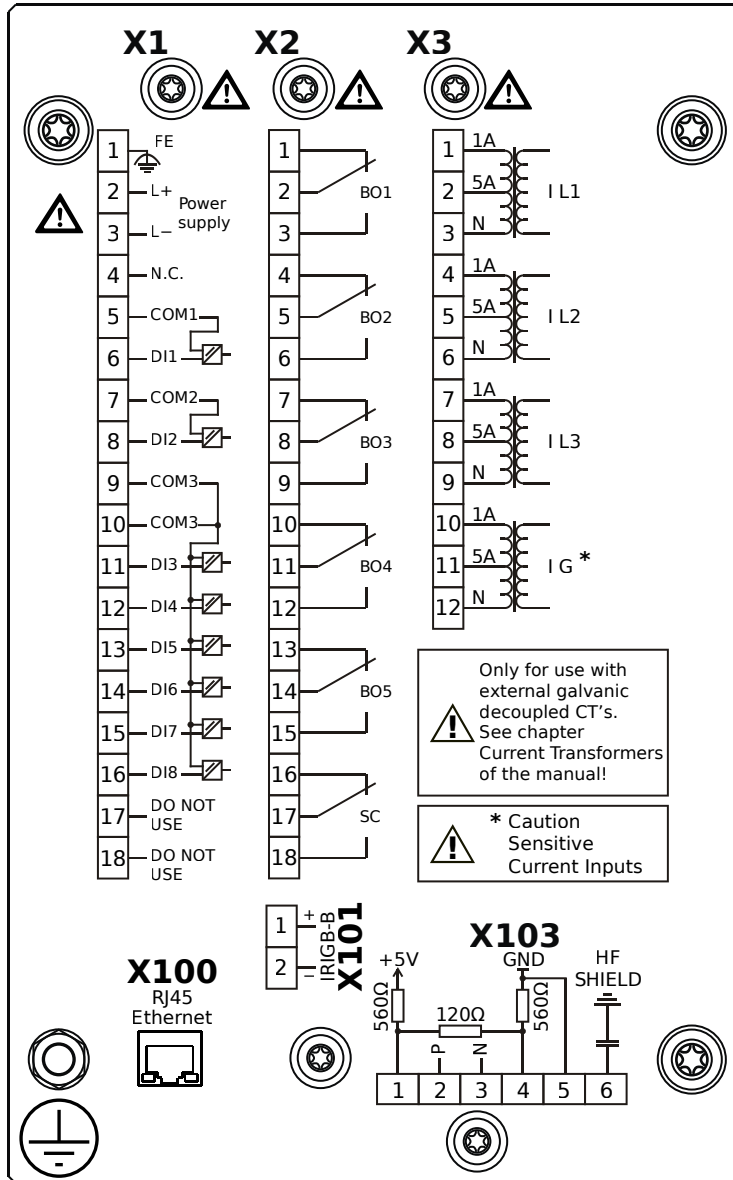 X1 X2 X3
1 FE
2 L+
Power
supply
3 L−
4 N.C.
5 COM1
6 DI1
7 COM2
8 DI2
9 COM3
10 COM3
11 DI3
12 DI4
13 DI5
14 DI6
15 DI7
16 DI8
17 DO NOT
USE
18 DO NOT
USE
1
2 BO1
3
4
5 BO2
6
7
8 BO3
9
10
11 BO4
12
13
14 BO5
15
16
17 SC
18
1 1A
2 5A I L1
3 N
4 1A
5 5A I L2
6 N
7 1A
8 5A I L3
9 N
10 1A
11 5A I G *
12 N
Only for use with
external galvanic
decoupled CT's.
See chapter
Current Transformers
of the manual!
* Caution
Sensitive
Current Inputs
X100
RJ45
Ethernet
1 +
2 −
IRIGB-B
X101
X103
+5V
GND
HF
SHIELD
560Ω
120Ω
560Ω
P
N
1 2 3 4 5 6